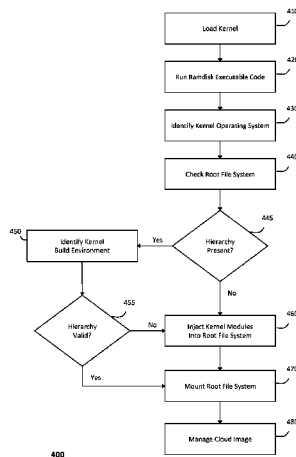 410
Load Kernel
420
Run Ramdisk Executable Code
430
Identify Kernel Operating System
440
Check Root File System
445
Hierarchy
Present?
Yes
No
450
Identify Kernel
Build Environment
455
Hierarchy
Valid?
No
Yes
460
Inject Kernel Modules
Into Root File System
470
Mount Root File System
480
Manage Cloud Image
400